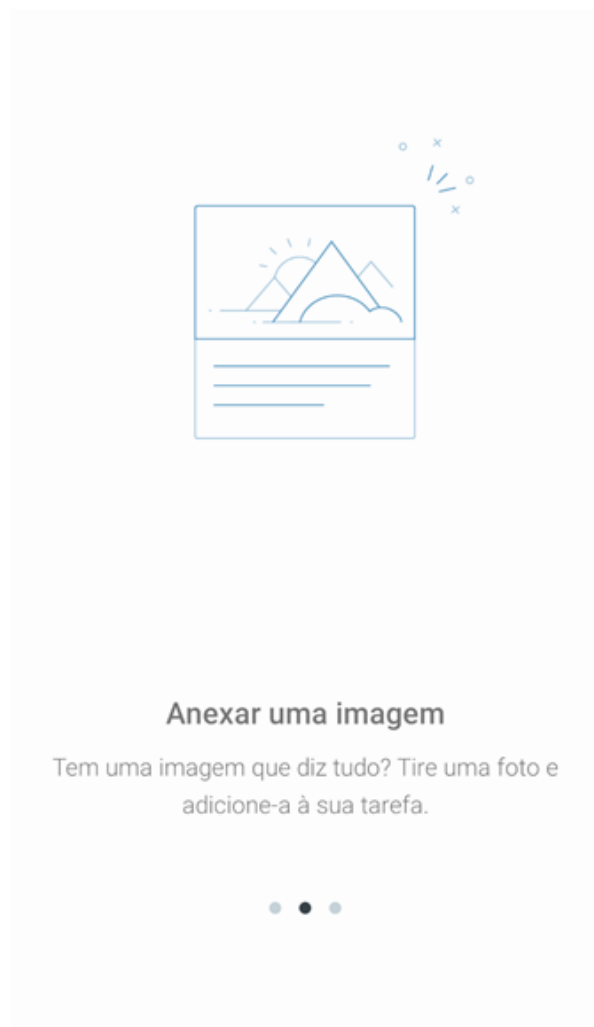 Anexar uma imagem
Tem uma imagem que diz tudo? Tire uma foto e
adicione-a à sua tarefa.